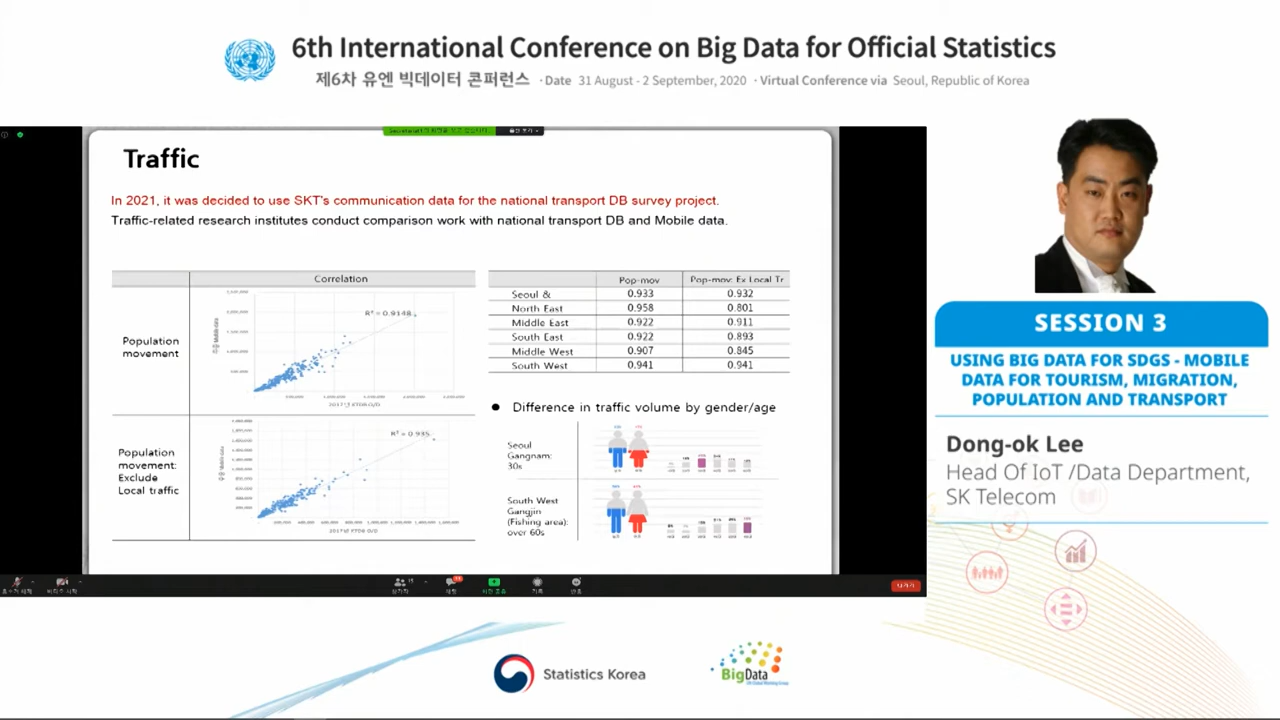 6th International Conference on Big Data for Official Statistics
제6차 유엔 빅데이터 콘퍼런스 · Date 31 August - 2 September, 2020 · Virtual Conference via Seoul, Republic of Korea
Traffic
In 2021, it was decided to use SKT's communication data for the national transport DB survey project.
Traffic-related research institutes conduct comparison work with national transport DB and Mobile data.
Correlation
Population movement
R² = 0.9148
Population movement: Exclude Local traffic
R² = 0.935
Pop-mov Pop-mov: Ex Local Tr
Seoul & 0.933 0.932
North East 0.958 0.801
Middle East 0.922 0.911
South East 0.922 0.893
Middle West 0.907 0.845
South West 0.941 0.941
● Difference in traffic volume by gender/age
Seoul
Gangnam:
30s
South West
Gangjin
(Fishing area):
over 60s
SESSION 3
USING BIG DATA FOR SDGS - MOBILE
DATA FOR TOURISM, MIGRATION,
POPULATION AND TRANSPORT
Dong-ok Lee
Head Of IoT /Data Department,
SK Telecom
Statistics Korea
BigData